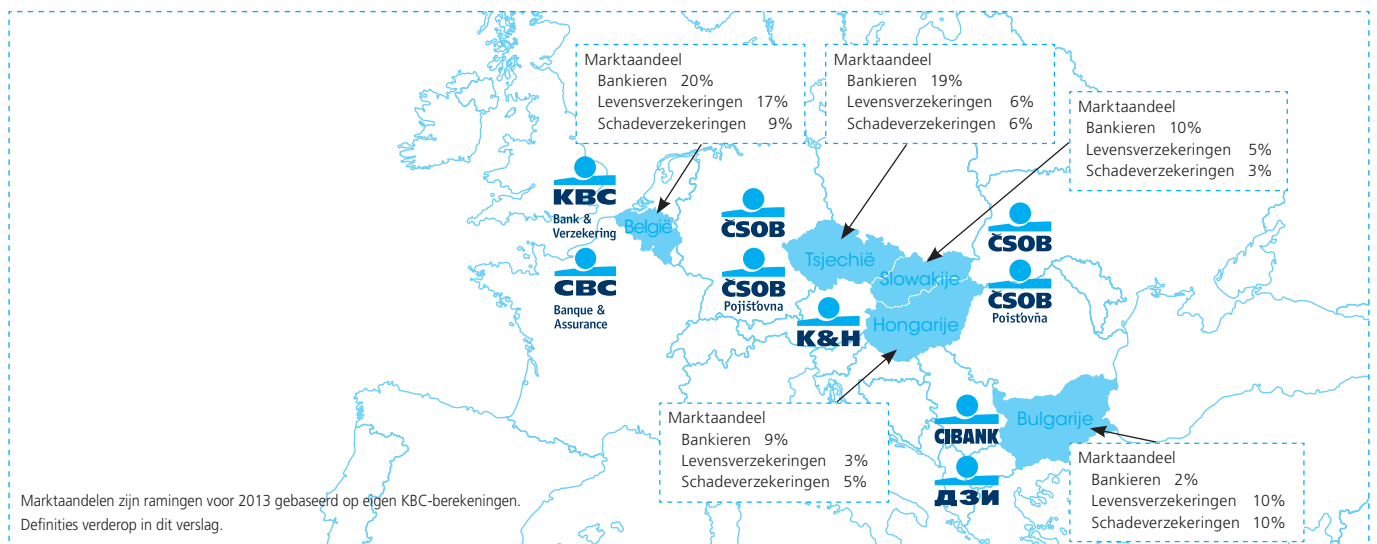 Marktaandeel
Bankieren 20%
Levensverzekeringen 17%
Schadeverzekeringen 9%
Marktaandeel
Bankieren 19%
Levensverzekeringen 6%
Schadeverzekeringen 6%
Marktaandeel
Bankieren 10%
Levensverzekeringen 5%
Schadeverzekeringen 3%
KBC
Bank &
Verzekering
België
CBC
Banque &
Assurance
ČSOB
ČSOB
Pojišťovna
Tsjechië
Slowakije
ČSOB
ČSOB
Poisťovňa
K&H
Hongarije
Marktaandeel
Bankieren 9%
Levensverzekeringen 3%
Schadeverzekeringen 5%
CIBANK
Bulgarije
ДЗИ
Marktaandeel
Bankieren 2%
Levensverzekeringen 10%
Schadeverzekeringen 10%
Marktaandelen zijn ramingen voor 2013 gebaseerd op eigen KBC-berekeningen.
Definities verderop in dit verslag.